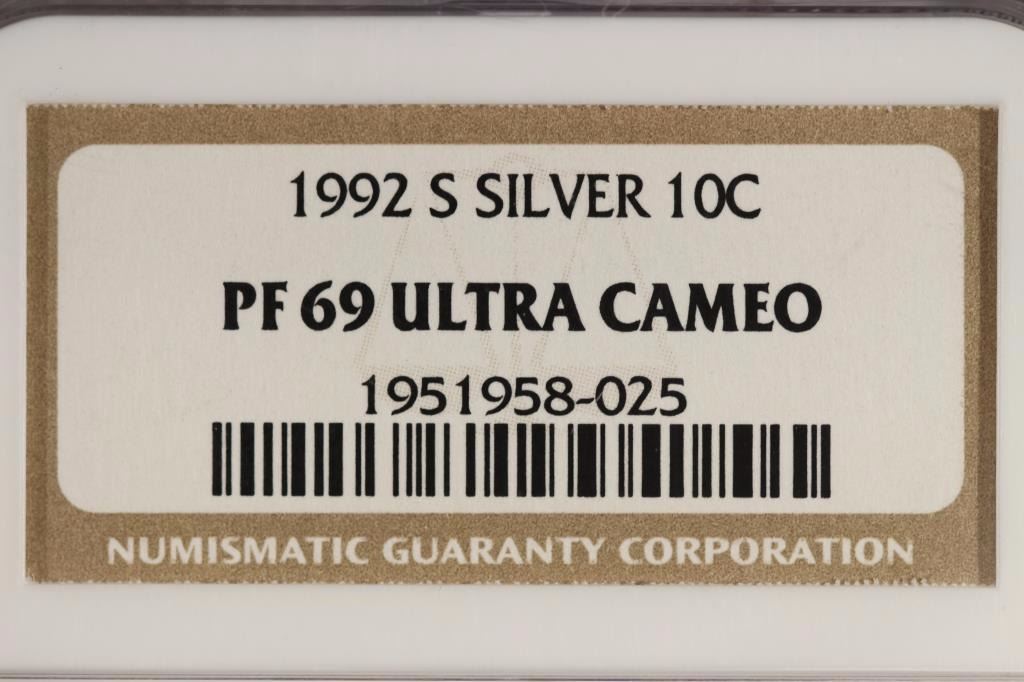 1992 S SILVER 10C
PF 69 ULTRA CAMEO
1951958-025
NUMISMATIC GUARANTY CORPORATION